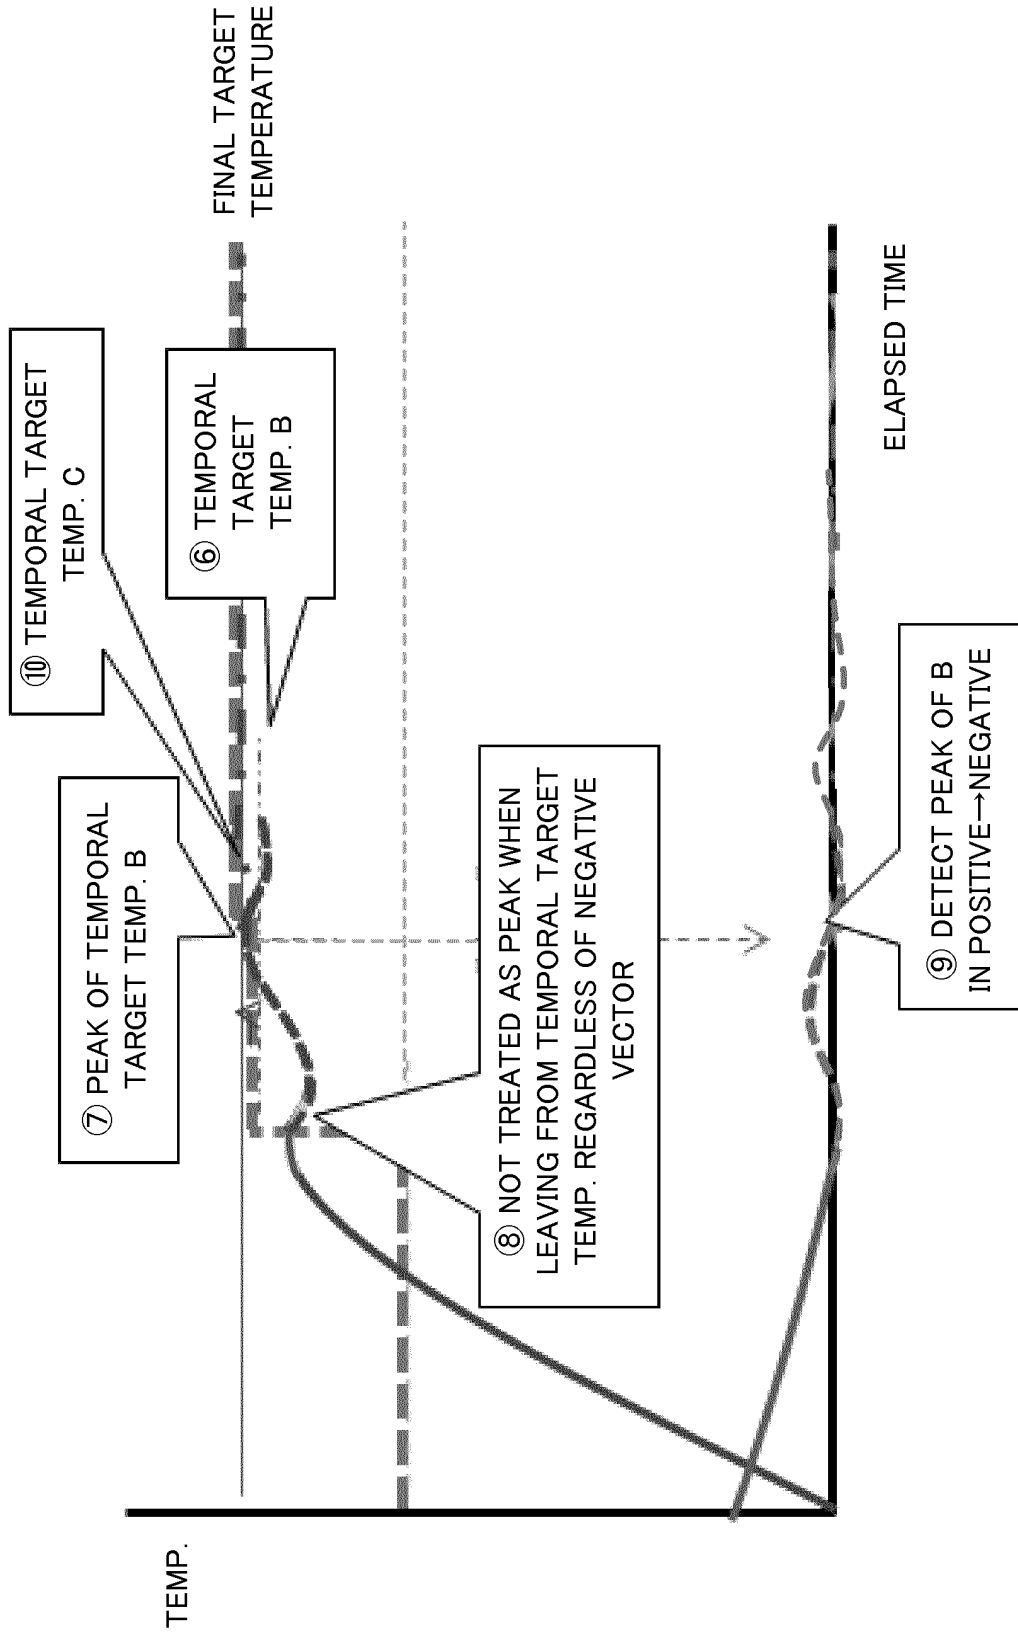 TEMP.
⑦ PEAK OF TEMPORAL
TARGET TEMP. B
⑩ TEMPORAL TARGET
TEMP. C
FINAL TARGET
TEMPERATURE
⑥ TEMPORAL
TARGET
TEMP. B
⑧ NOT TREATED AS PEAK WHEN
LEAVING FROM TEMPORAL TARGET
TEMP. REGARDLESS OF NEGATIVE
VECTOR
⑨ DETECT PEAK OF B
IN POSITIVE→NEGATIVE
ELAPSED TIME